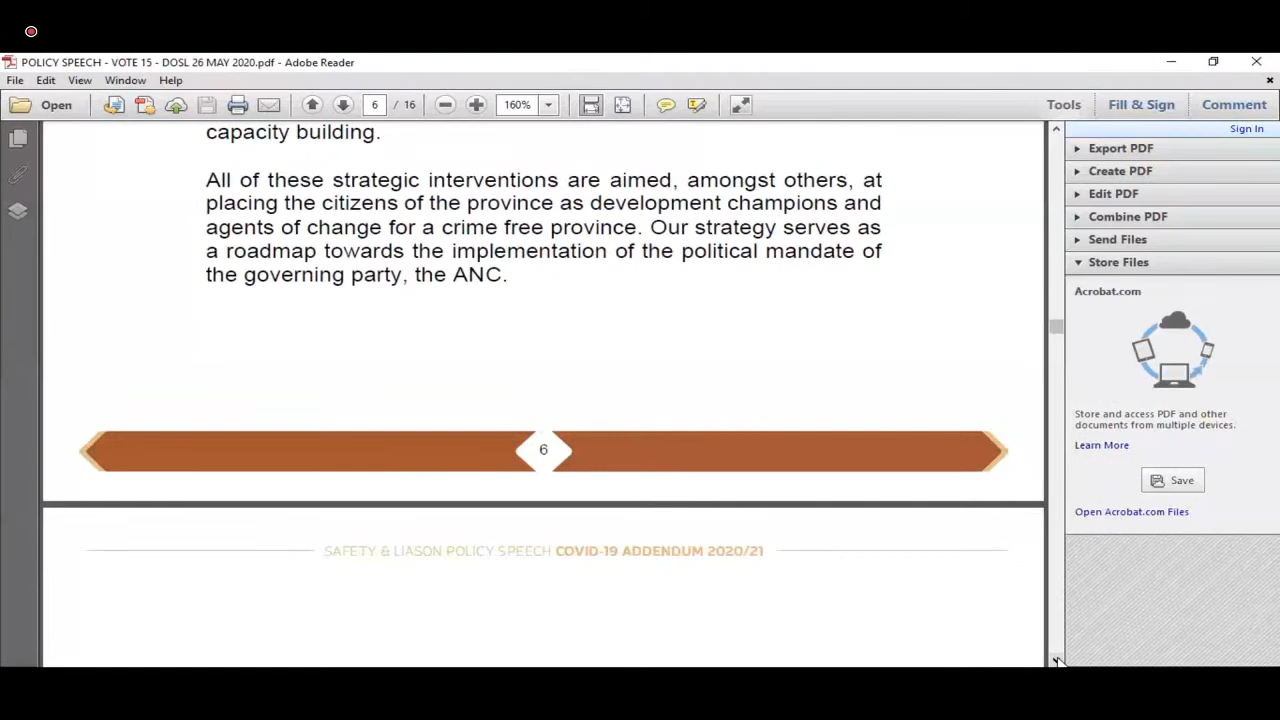 POLICY SPEECH - VOTE 15 - DOSL 26 MAY 2020.pdf - Adobe Reader
File Edit View Window Help
Open 6 / 16 160% Tools Fill & Sign Comment
Sign In
capacity building.
All of these strategic interventions are aimed, amongst others, at
placing the citizens of the province as development champions and
agents of change for a crime free province. Our strategy serves as
a roadmap towards the implementation of the political mandate of
the governing party, the ANC.
6
SAFETY & LIASON POLICY SPEECH COVID-19 ADDENDUM 2020/21
Export PDF
Create PDF
Edit PDF
Combine PDF
Send Files
Store Files
Acrobat.com
Store and access PDF and other
documents from multiple devices.
Learn More
Save
Open Acrobat.com Files